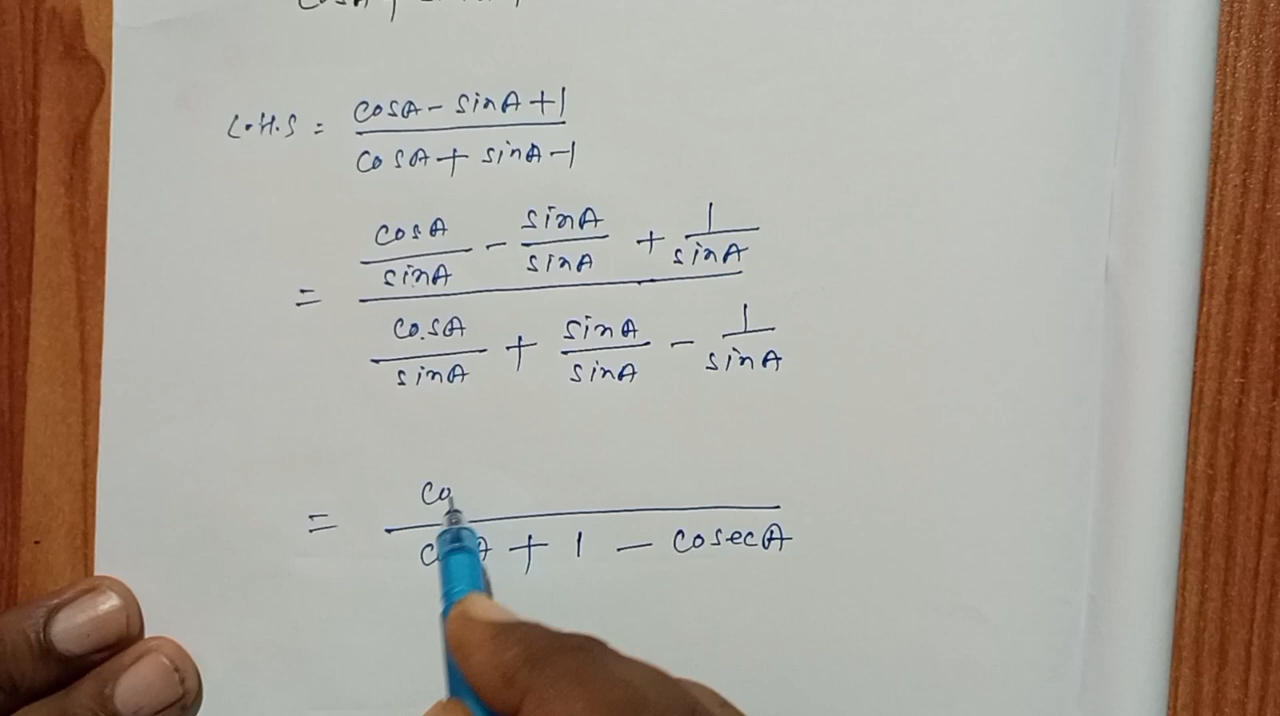 L.H.S = cosA - sinA + 1
cosA + sinA - 1
= cosA/sinA - sinA/sinA + 1/sinA
cosA/sinA + sinA/sinA - 1/sinA
= co
+ 1 - cosecA